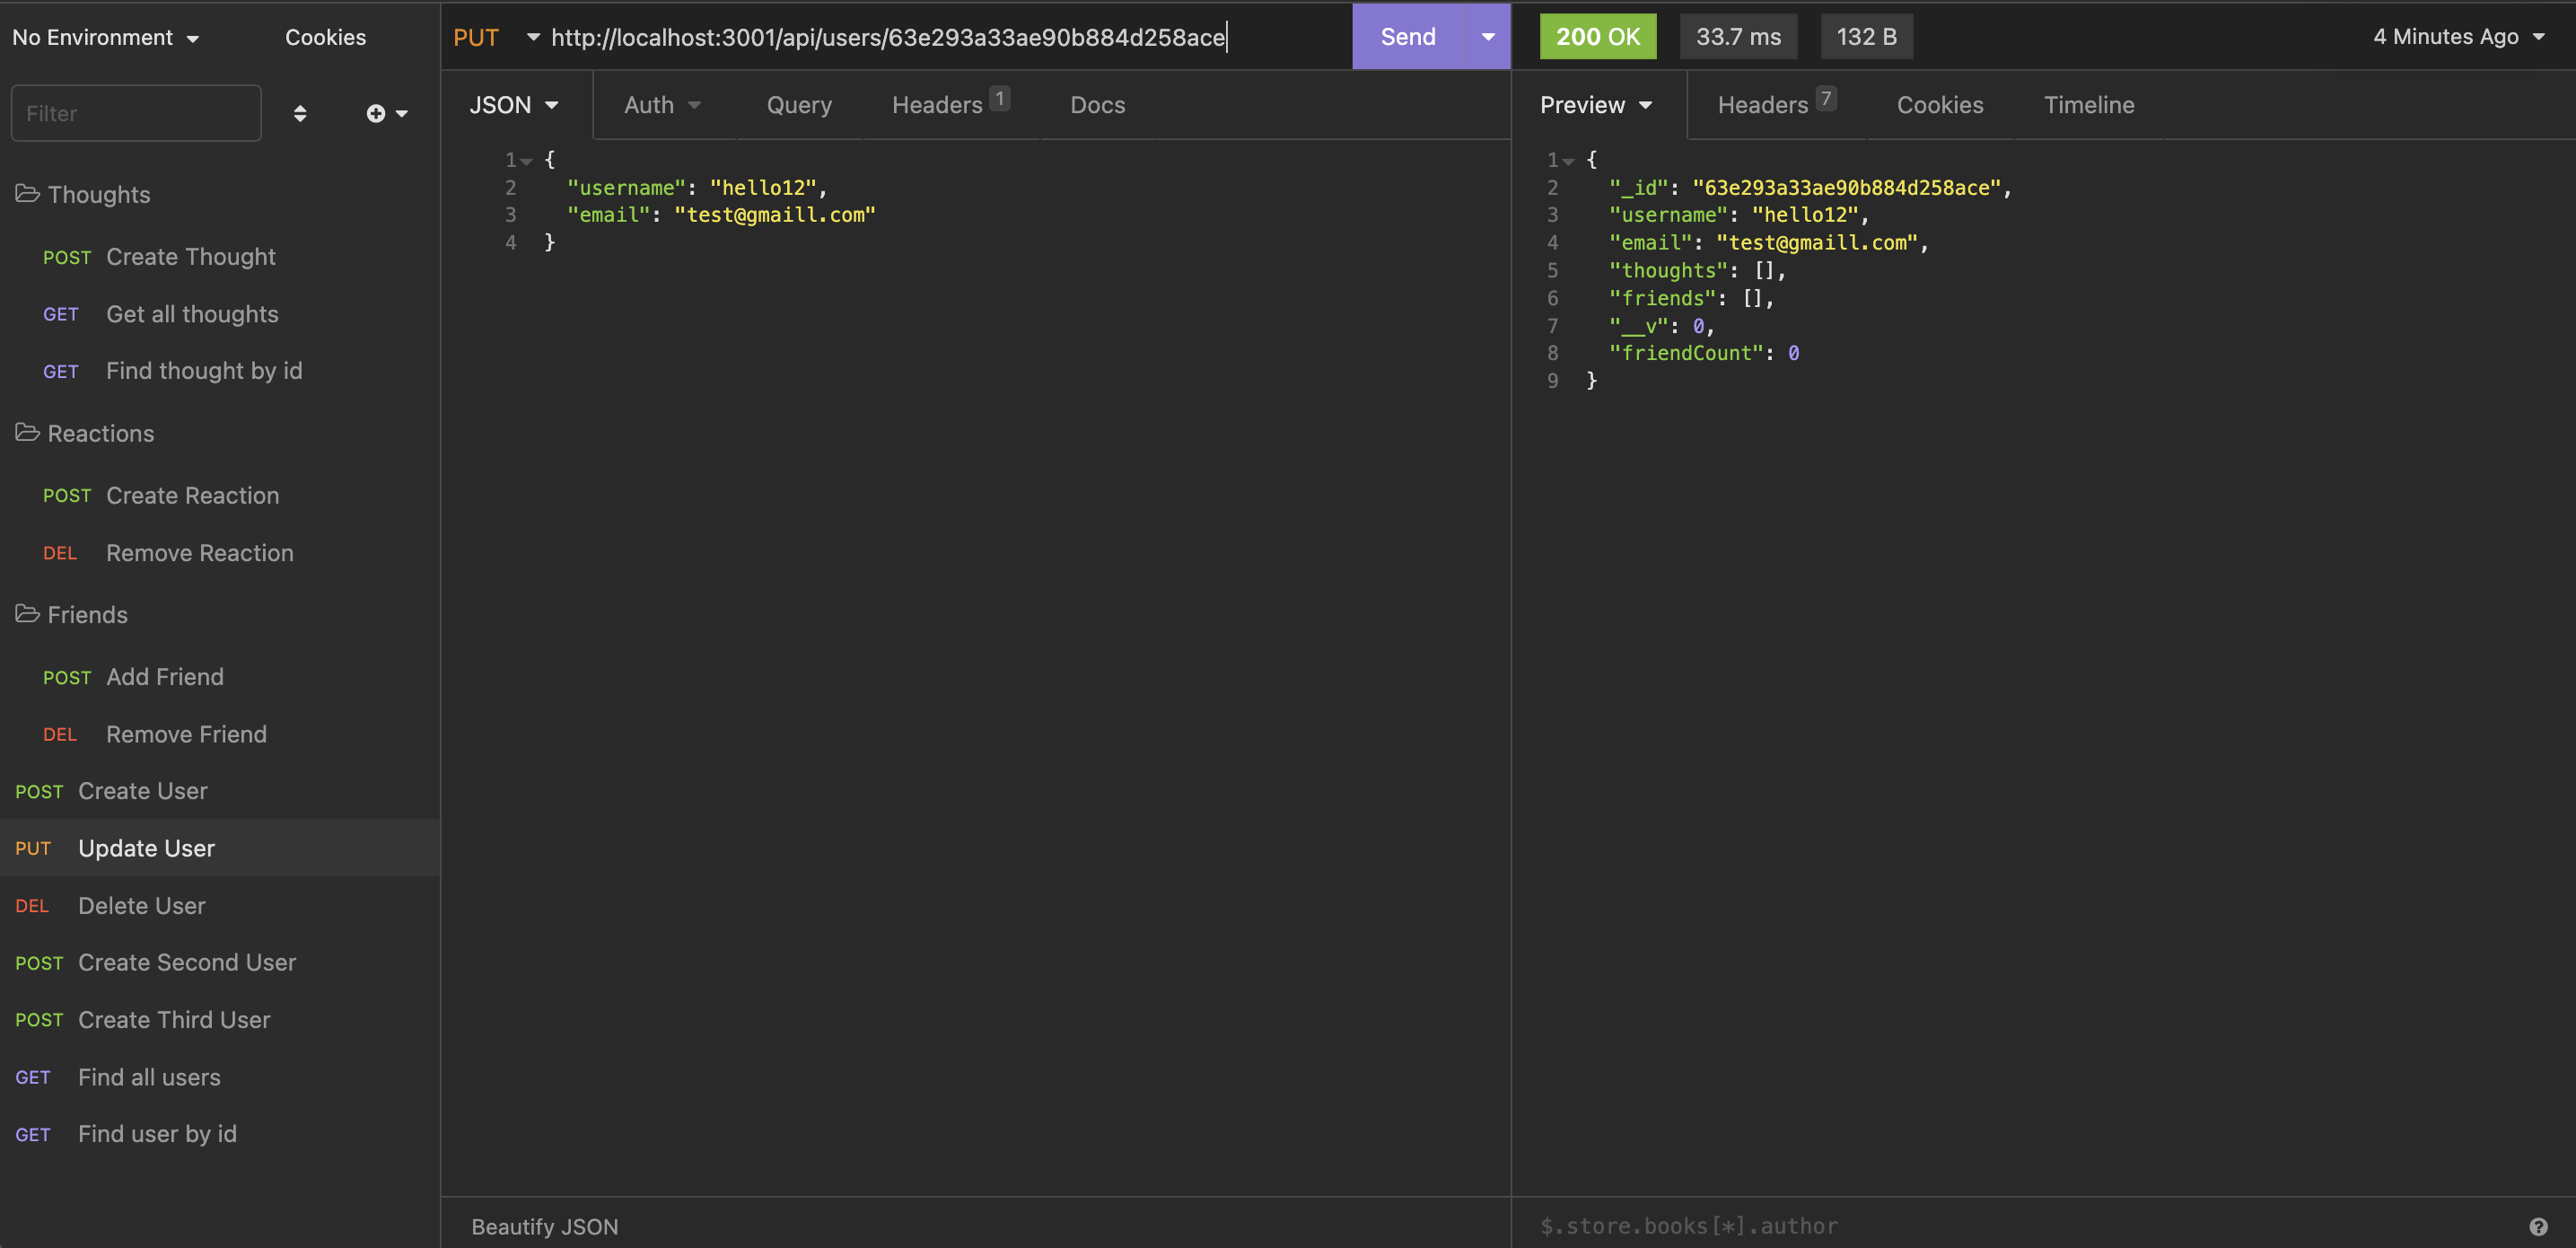 No Environment Cookies
Filter
Thoughts
POST Create Thought
GET Get all thoughts
GET Find thought by id
Reactions
POST Create Reaction
DEL Remove Reaction
Friends
POST Add Friend
DEL Remove Friend
POST Create User
PUT Update User
DEL Delete User
POST Create Second User
POST Create Third User
GET Find all users
GET Find user by id
PUT http://localhost:3001/api/users/63e293a33ae90b884d258ace Send
JSON Auth Query Headers 1 Docs
1 {
2 "username": "hello12",
3 "email": "test@gmaill.com"
4 }
Beautify JSON
200 OK 33.7 ms 132 B 4 Minutes Ago
Preview Headers 7 Cookies Timeline
1 {
2 "_id": "63e293a33ae90b884d258ace",
3 "username": "hello12",
4 "email": "test@gmaill.com",
5 "thoughts": [],
6 "friends": [],
7 "__v": 0,
8 "friendCount": 0
9 }
$.store.books[*].author ?